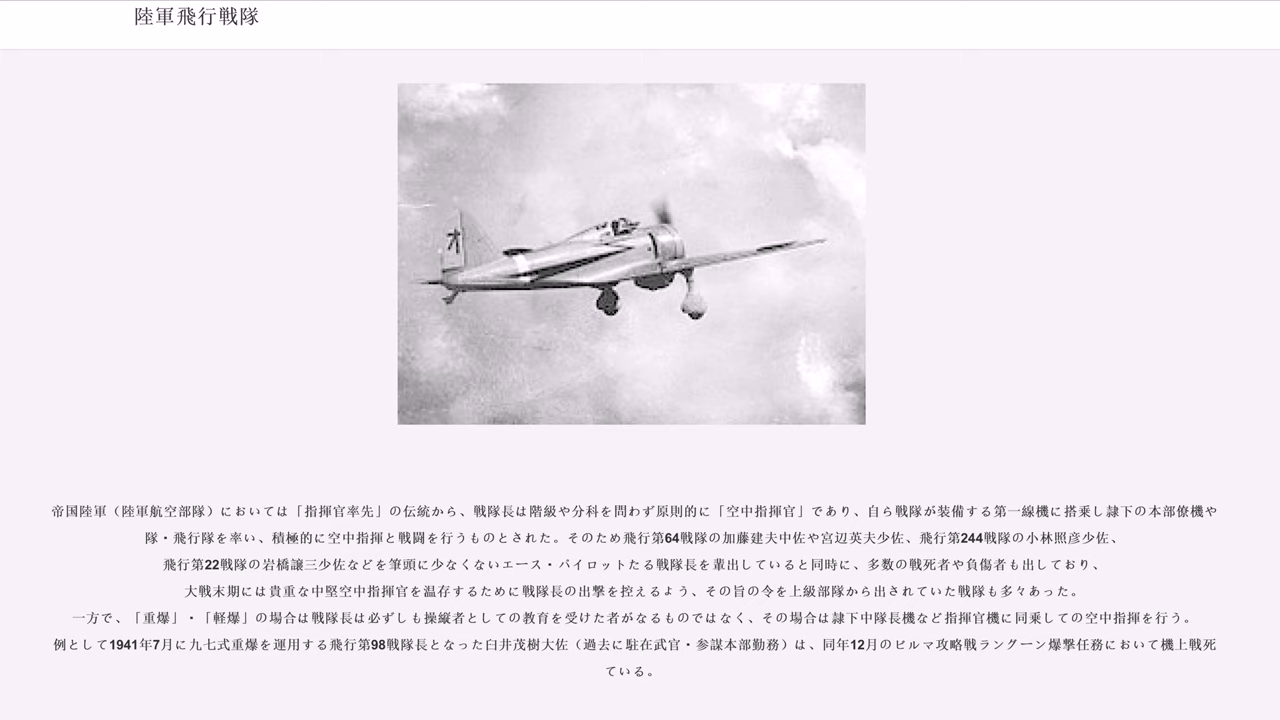 陸軍飛行戦隊
帝国陸軍（陸軍航空部隊）においては「指揮官率先」の伝統から、戦隊長は階級や分科を問わず原則的に「空中指揮官」であり、自ら戦隊が装備する第一線機に搭乗し隷下の本部僚機や
隊・飛行隊を率い、積極的に空中指揮と戦闘を行うものとされた。そのため飛行第64戦隊の加藤建夫中佐や宮辺英夫少佐、飛行第244戦隊の小林照彦少佐、
飛行第22戦隊の岩橋譲三少佐などを筆頭に少なくないエース・パイロットたる戦隊長を輩出していると同時に、多数の戦死者や負傷者も出しており、
大戦末期には貴重な中堅空中指揮官を温存するために戦隊長の出撃を控えるよう、その旨の令を上級部隊から出されていた戦隊も多々あった。
一方で、「重爆」・「軽爆」の場合は戦隊長は必ずしも操縦者としての教育を受けた者がなるものではなく、その場合は隷下中隊長機など指揮官機に同乗しての空中指揮を行う。
例として1941年7月に九七式重爆を運用する飛行第98戦隊長となった臼井茂樹大佐（過去に駐在武官・参謀本部勤務）は、同年12月のビルマ攻略戦ラングーン爆撃任務において機上戦死
ている。